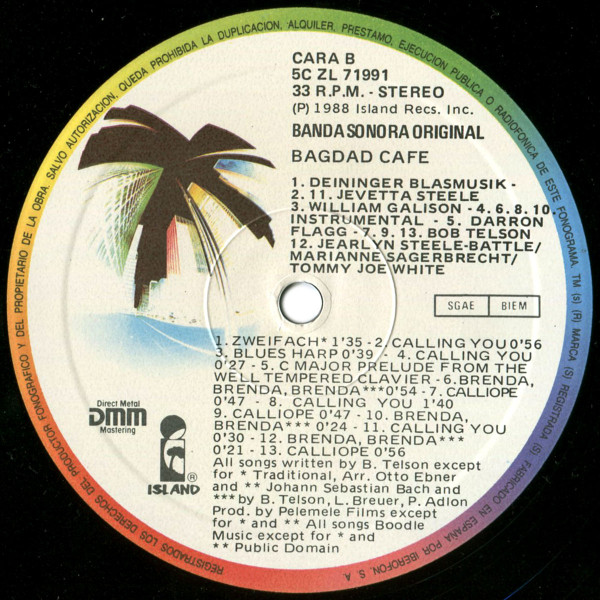 REGISTRADOS LOS DERECHOS DEL PRODUCTOR FONOGRAFICO Y DEL PROPIETARIO DE LA OBRA. SALVO AUTORIZACION, QUEDA PROHIBIDA LA DUPLICACION, ALQUILER, PRESTAMO, EJECUCION PUBLICA O RADIOFONICA DE ESTE FONOGRAMA. TM (s) (R) MARCA (S) REGISTRADA (S) FABRICADO EN ESPAÑA POR IBEROFON, S. A.
CARA B
5C ZL 71991
33 R.P.M. - STEREO
(P) 1988 Island Recs. Inc.
BANDA SONORA ORIGINAL
BAGDAD CAFE
1. DEININGER BLASMUSIK -
2.11. JEVETTA STEELE
3. WILLIAM GALISON - 4.6.8.10.
INSTRUMENTAL - 5. DARRON
FLAGG - 7.9.13. BOB TELSON
12. JEARLYN STEELE-BATTLE/
MARIANNE SAGERBRECHT/
TOMMY JOE WHITE
SGAE BIEM
1. ZWEIFACH* 1'35 - 2. CALLING YOU 0'56
3. BLUES HARP 0'39 4. CALLING YOU
0'27 - 5. C MAJOR PRELUDE FROM THE
WELL TEMPERED CLAVIER - 6. BRENDA,
BRENDA, BRENDA***0'54 - 7. CALLIOPE
0'47 - 8. CALLING YOU 1'40
9. CALLIOPE 0'47 - 10. BRENDA,
BRENDA*** 0'24 - 11. CALLING YOU
0'30 - 12. BRENDA, BRENDA***
0'21 - 13. CALLIOPE 0'56
All songs written by B. Telson except
for * Traditional, Arr. Otto Ebner
and ** Johann Sebastian Bach and
*** by B. Telson, L. Breuer, P. Adlon
Prod. by Pelemele Films except
for * and ** All songs Boodle
Music except for * and
** Public Domain
Direct Metal
DMM
Mastering
ISLAND ®